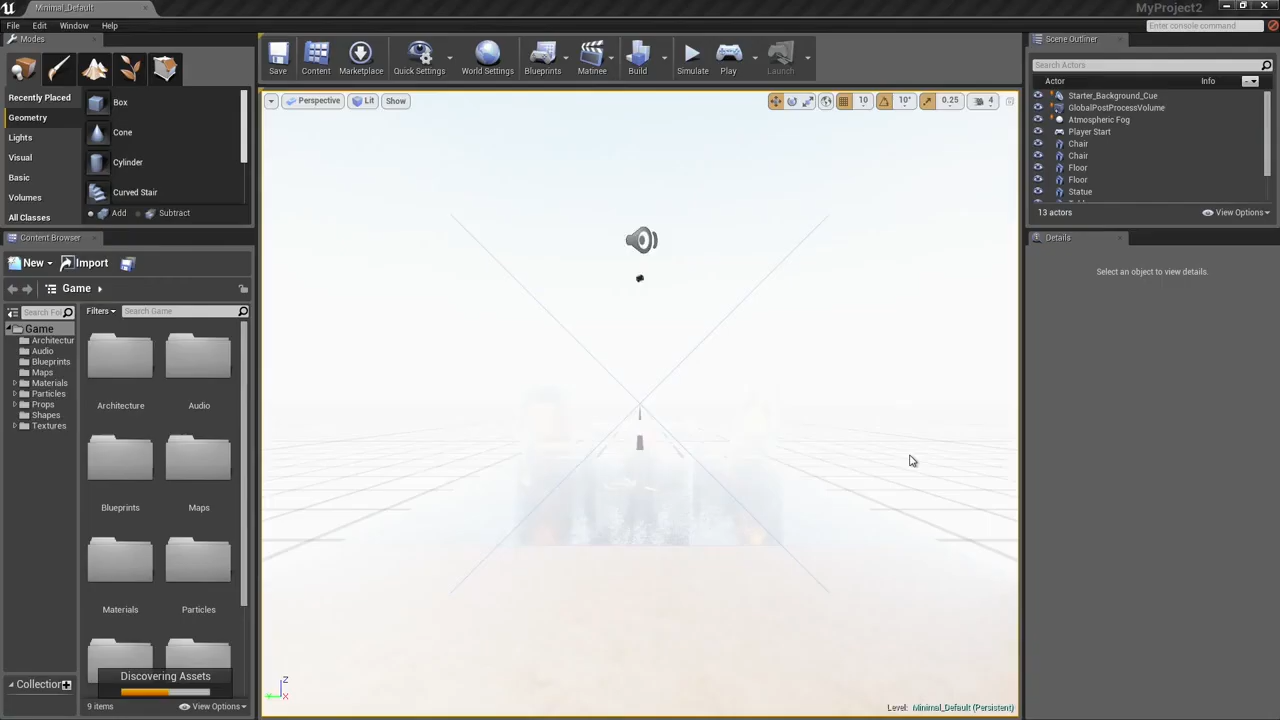 Minimal_Default
MyProject2
File Edit Window Help
Enter console command
Modes
Save
Content
Marketplace
Quick Settings
World Settings
Blueprints
Matinee
Build
Simulate
Play
Launch
Recently Played
Geometry
Lights
Visual
Basic
Volumes
All Classes
Box
Cone
Cylinder
Curved Stair
Add Subtract
Content Browser
New Import
Game
Search Fol
Filters Search Game
Game
Architectur
Audio
Blueprints
Maps
Materials
Particles
Props
Shapes
Textures
Architecture
Audio
Blueprints
Maps
Materials
Particles
Discovering Assets
Collection
9 items
View Options
Perspective Lit Show
10 10° 0.25 4
Z
X
Level: Minimal_Default (Persistent)
Scene Outliner
Search Actors
Actor Info
Starter_Background_Cue
GlobalPostProcessVolume
Atmospheric Fog
Player Start
Chair
Chair
Floor
Floor
Statue
13 actors
View Options
Details
Select an object to view details.